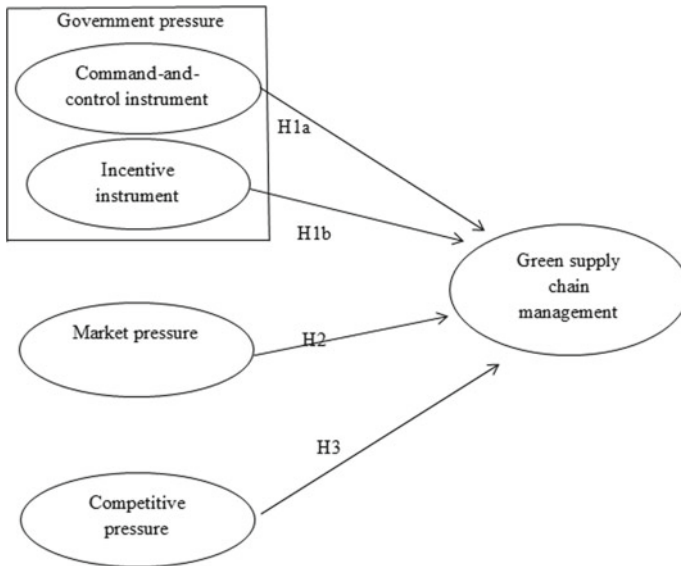 Government pressure
Command-and-
control instrument
H1a
Incentive
instrument
H1b
Green supply
chain
management
Market pressure
H2
H3
Competitive
pressure